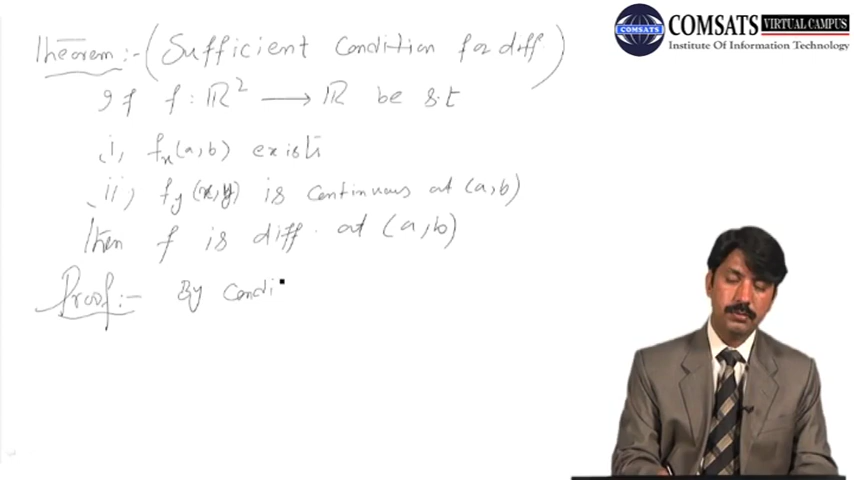 COMSATS VIRTUAL CAMPUS
Institute Of Information Technology
COMSATS
Theorem:- (Sufficient Condition for diff.)
If f : ℝ² ⟶ ℝ be s.t
i, fx(a,b) exists
ii, fy(x,y) is continuous at (a,b)
Then f is diff. at (a,b)
Proof:- By Condi